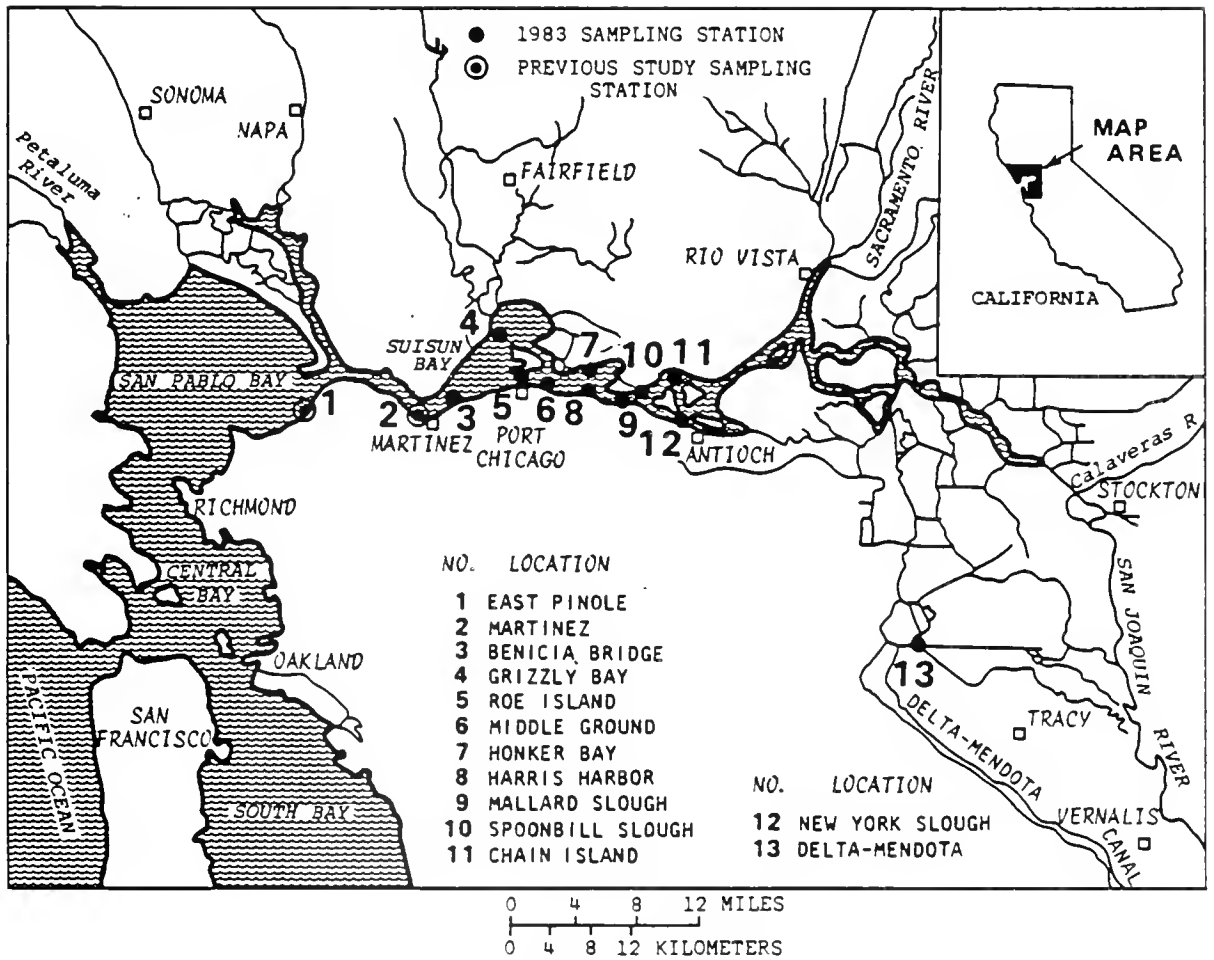 1983 SAMPLING STATION
PREVIOUS STUDY SAMPLING
STATION
SONOMA
NAPA
Petaluma
River
FAIRFIELD
SACRAMENTO RIVER
RIO VISTA
MAP
AREA
CALIFORNIA
SUISUN
BAY
SAN PABLO BAY
1
2
3
4
5
6
7
8
9
10
11
12
13
MARTINEZ
PORT
CHICAGO
ANTIOCH
Calaveras R
STOCKTON
RICHMOND
CENTRAL
BAY
OAKLAND
SAN
FRANCISCO
PACIFIC OCEAN
SOUTH BAY
SAN JOAQUIN
RIVER
TRACY
DELTA-MENDOTA
CANAL
VERNALIS
NO. LOCATION
1 EAST PINOLE
2 MARTINEZ
3 BENICIA BRIDGE
4 GRIZZLY BAY
5 ROE ISLAND
6 MIDDLE GROUND
7 HONKER BAY
8 HARRIS HARBOR
9 MALLARD SLOUGH
10 SPOONBILL SLOUGH
11 CHAIN ISLAND
NO. LOCATION
12 NEW YORK SLOUGH
13 DELTA-MENDOTA
0 4 8 12 MILES
0 4 8 12 KILOMETERS